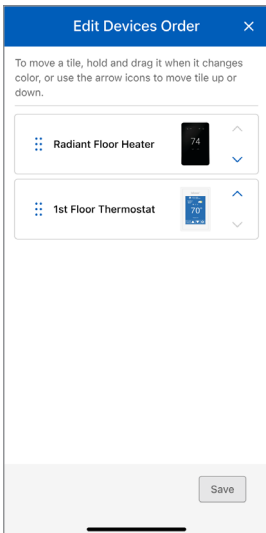 Edit Devices Order
To move a tile, hold and drag it when it changes
color, or use the arrow icons to move tile up or
down.
Radiant Floor Heater
74
1st Floor Thermostat
70°
Save